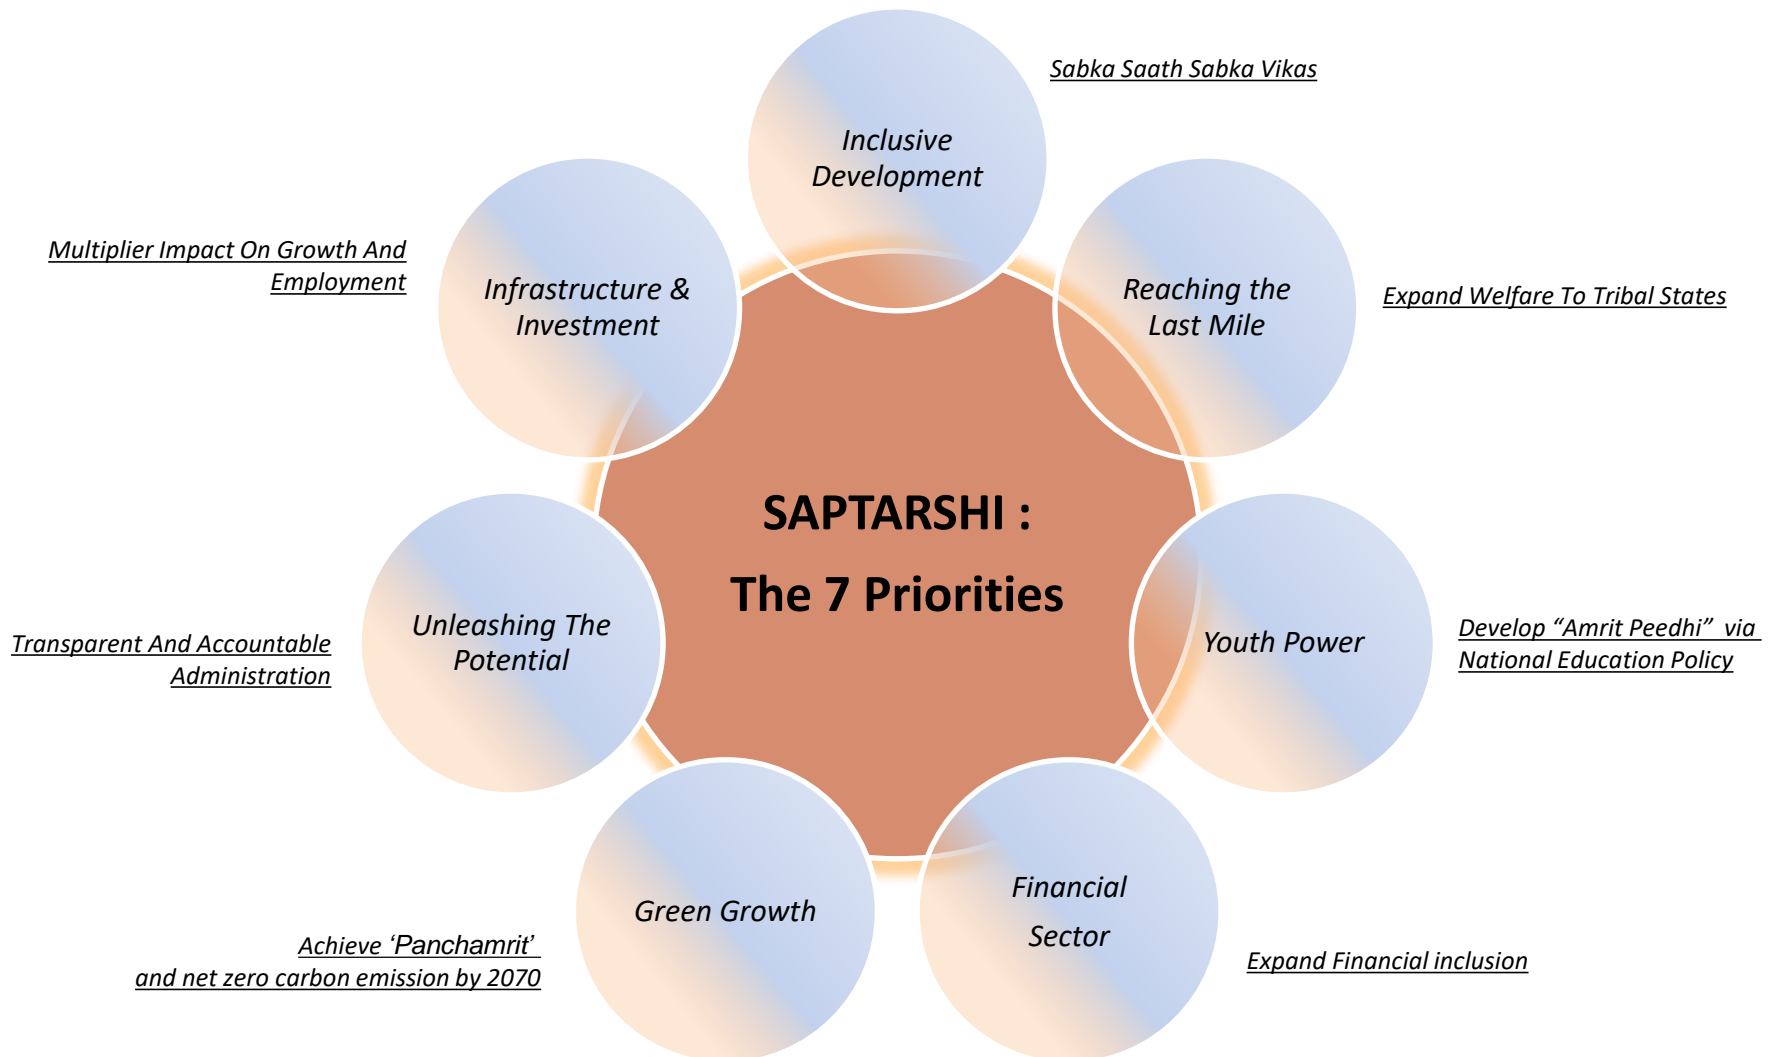 SAPTARSHI :
The 7 Priorities
Inclusive
Development
Sabka Saath Sabka Vikas
Reaching the
Last Mile
Expand Welfare To Tribal States
Youth Power
Develop “Amrit Peedhi”  via
National Education Policy
Financial
Sector
Expand Financial inclusion
Green Growth
Achieve ‘Panchamrit’
and net zero carbon emission by 2070
Unleashing The
Potential
Transparent And Accountable
Administration
Infrastructure &
Investment
Multiplier Impact On Growth And
Employment